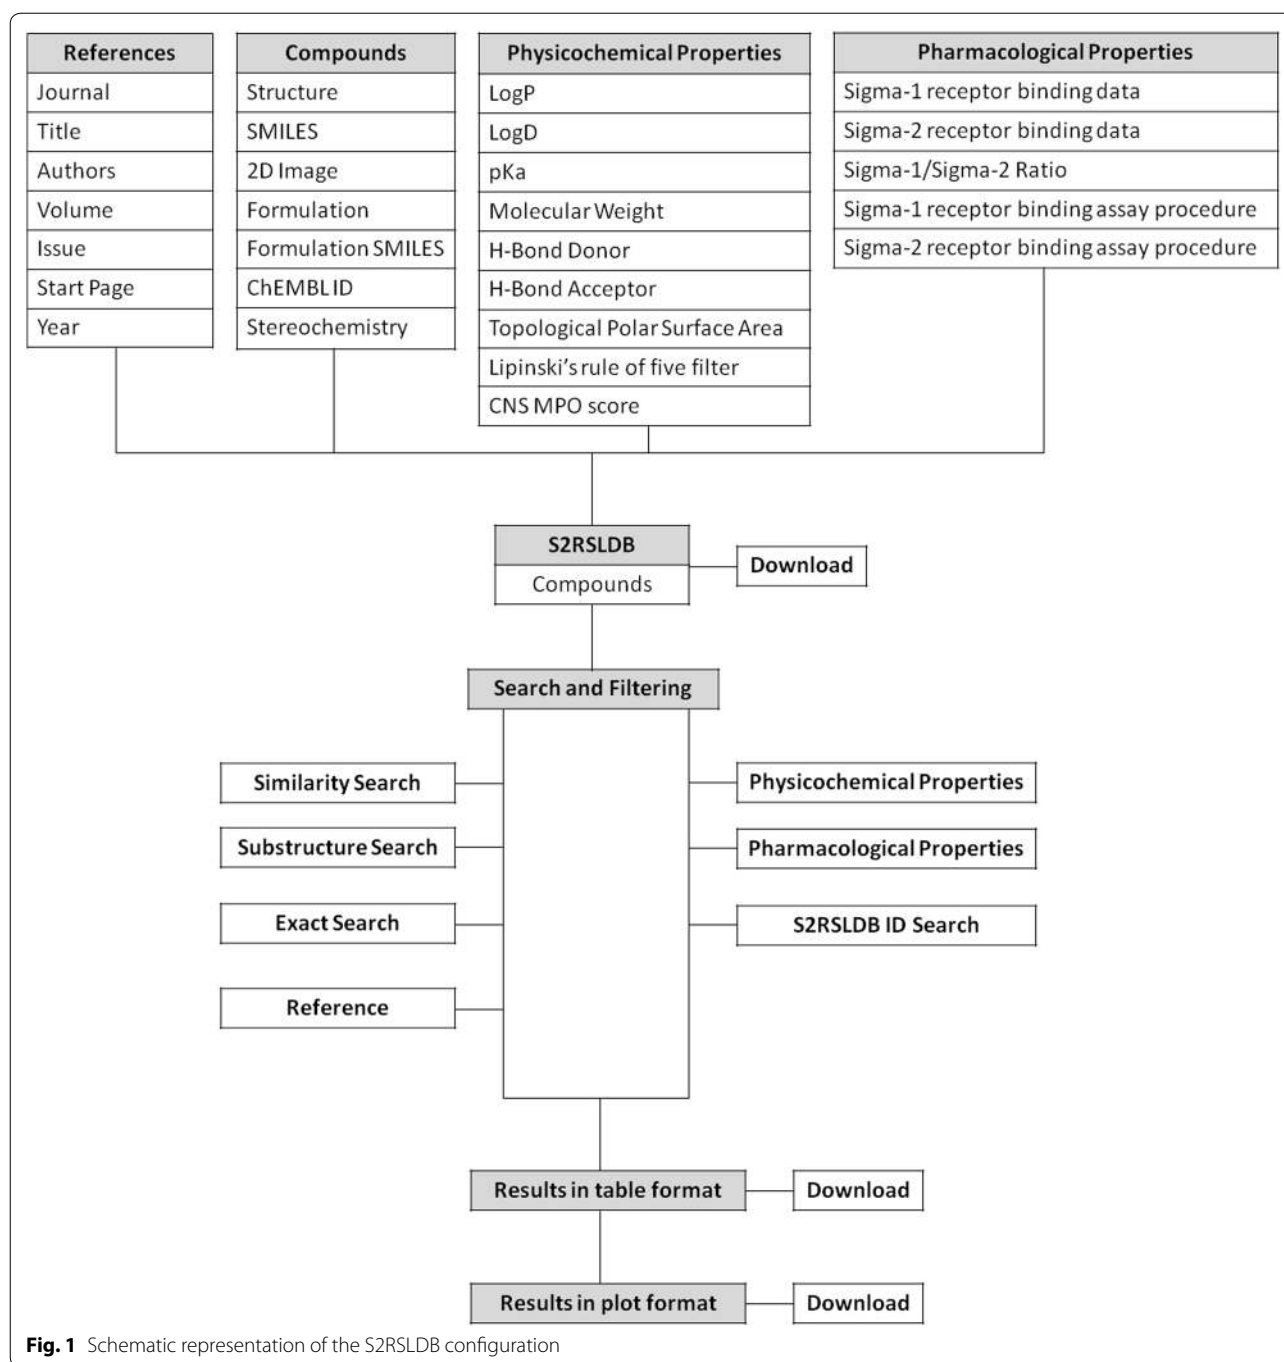 References
Journal
Title
Authors
Volume
Issue
Start Page
Year
Compounds
Structure
SMILES
2D Image
Formulation
Formulation SMILES
ChEMBL ID
Stereochemistry
Physicochemical Properties
LogP
LogD
pKa
Molecular Weight
H-Bond Donor
H-Bond Acceptor
Topological Polar Surface Area
Lipinski's rule of five filter
CNS MPO score
Pharmacological Properties
Sigma-1 receptor binding data
Sigma-2 receptor binding data
Sigma-1/Sigma-2 Ratio
Sigma-1 receptor binding assay procedure
Sigma-2 receptor binding assay procedure
S2RSLDB
Compounds
Download
Search and Filtering
Similarity Search
Substructure Search
Exact Search
Reference
Physicochemical Properties
Pharmacological Properties
S2RSLDB ID Search
Results in table format
Download
Results in plot format
Download
Fig. 1 Schematic representation of the S2RSLDB configuration